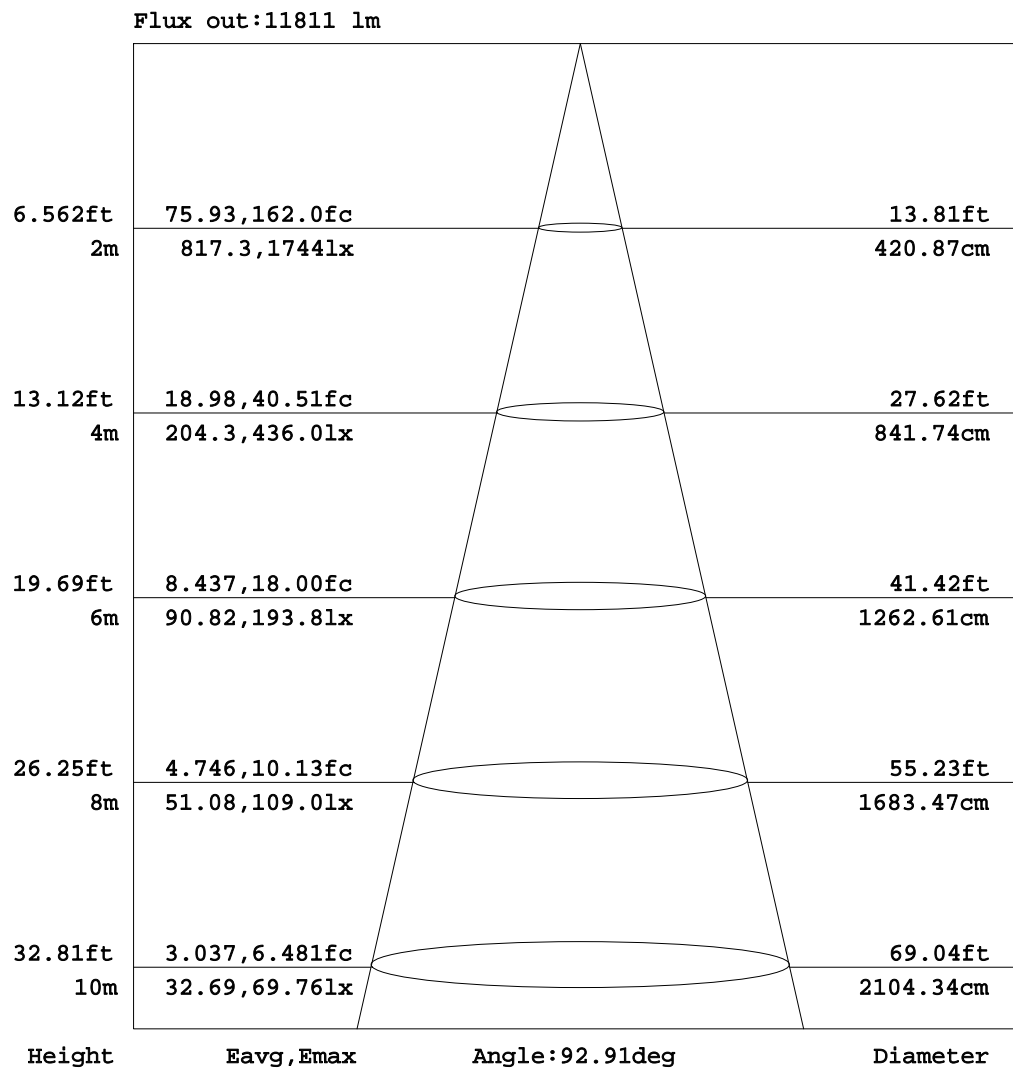 Flux out:11811 lm
6.562ft 75.93,162.0fc 13.81ft
2m 817.3,1744lx 420.87cm
13.12ft 18.98,40.51fc 27.62ft
4m 204.3,436.0lx 841.74cm
19.69ft 8.437,18.00fc 41.42ft
6m 90.82,193.8lx 1262.61cm
26.25ft 4.746,10.13fc 55.23ft
8m 51.08,109.0lx 1683.47cm
32.81ft 3.037,6.481fc 69.04ft
10m 32.69,69.76lx 2104.34cm
Height Eavg,Emax Angle:92.91deg Diameter